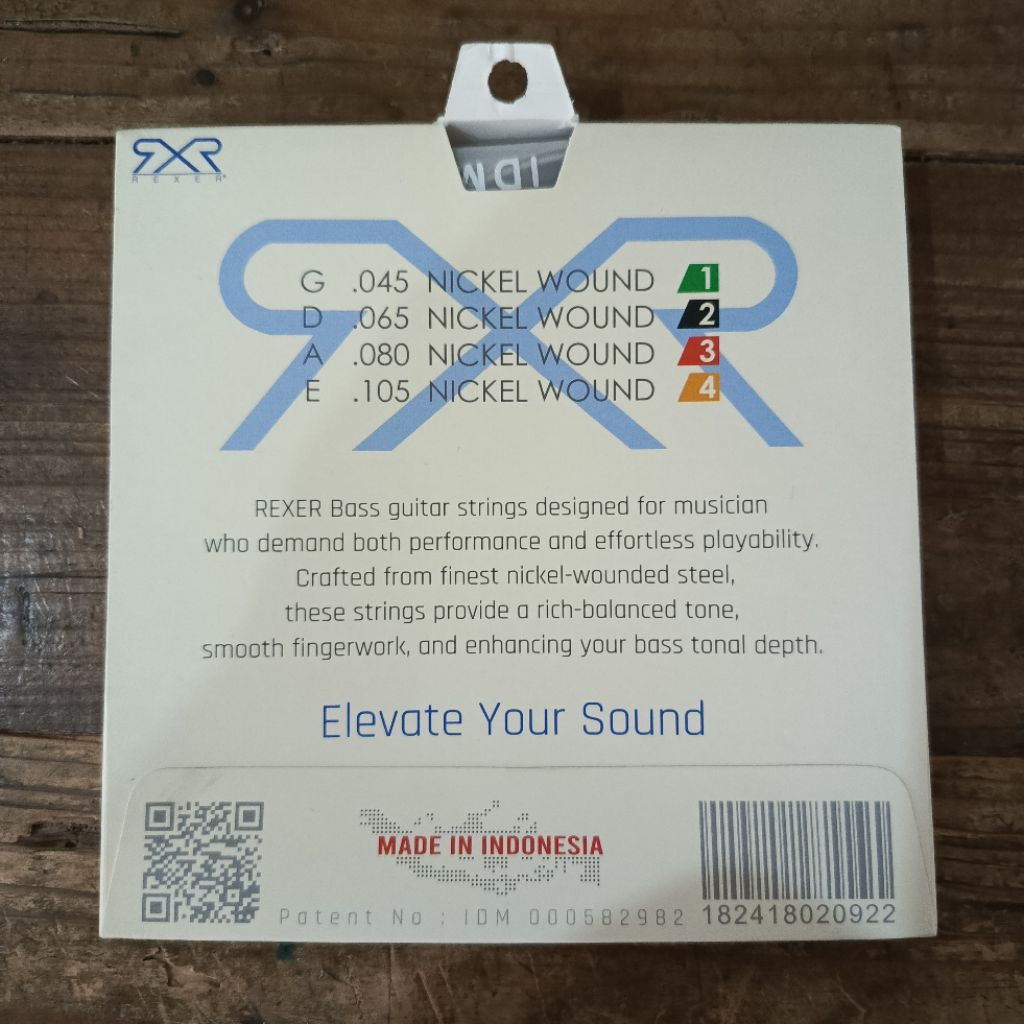 RXR
REXER®
IDM
RXR
G .045 NICKEL WOUND 1
D .065 NICKEL WOUND 2
A .080 NICKEL WOUND 3
E .105 NICKEL WOUND 4
REXER Bass guitar strings designed for musician
who demand both performance and effortless playability.
Crafted from finest nickel-wounded steel,
these strings provide a rich-balanced tone,
smooth fingerwork, and enhancing your bass tonal depth.
Elevate Your Sound
MADE IN INDONESIA
Patent No : IDM 000582982
182418020922